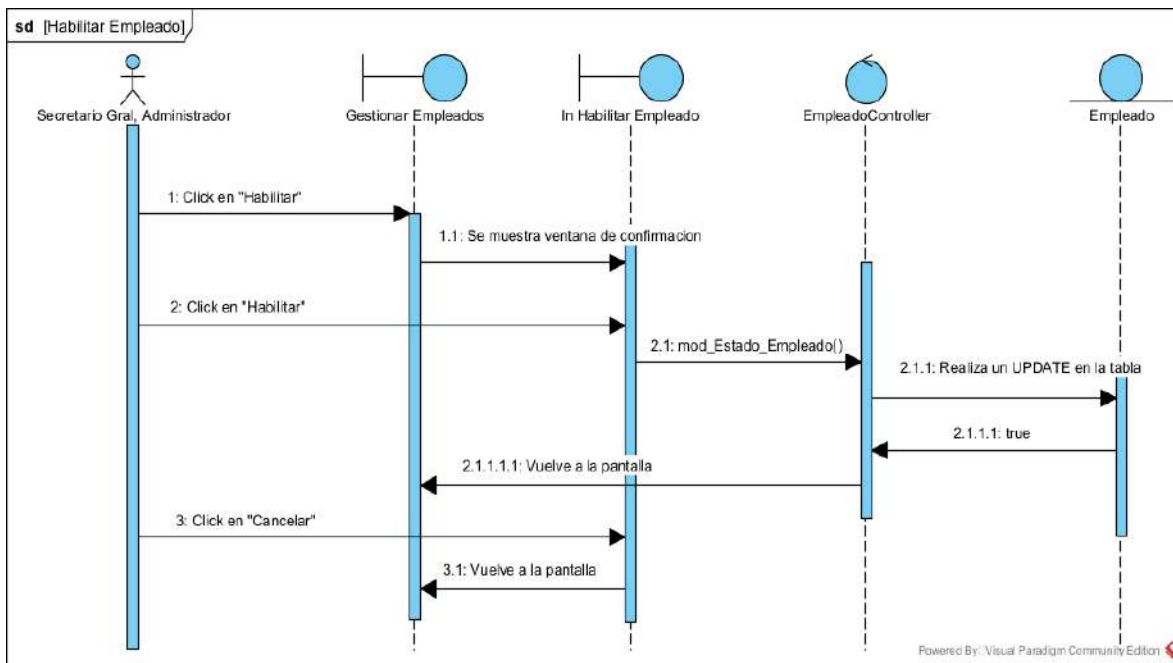 sd [Habilitar Empleado]
Secretario Gral, Administrador
Gestionar Empleados
In Habilitar Empleado
EmpleadoController
Empleado
1: Click en "Habilitar"
1.1: Se muestra ventana de confirmacion
2: Click en "Habilitar"
2.1: mod_Estado_Empleado()
2.1.1: Realiza un UPDATE en la tabla
2.1.1.1: true
2.1.1.1.1: Vuelve a la pantalla
3: Click en "Cancelar"
3.1: Vuelve a la pantalla
Powered By: Visual Paradigm Community Edition